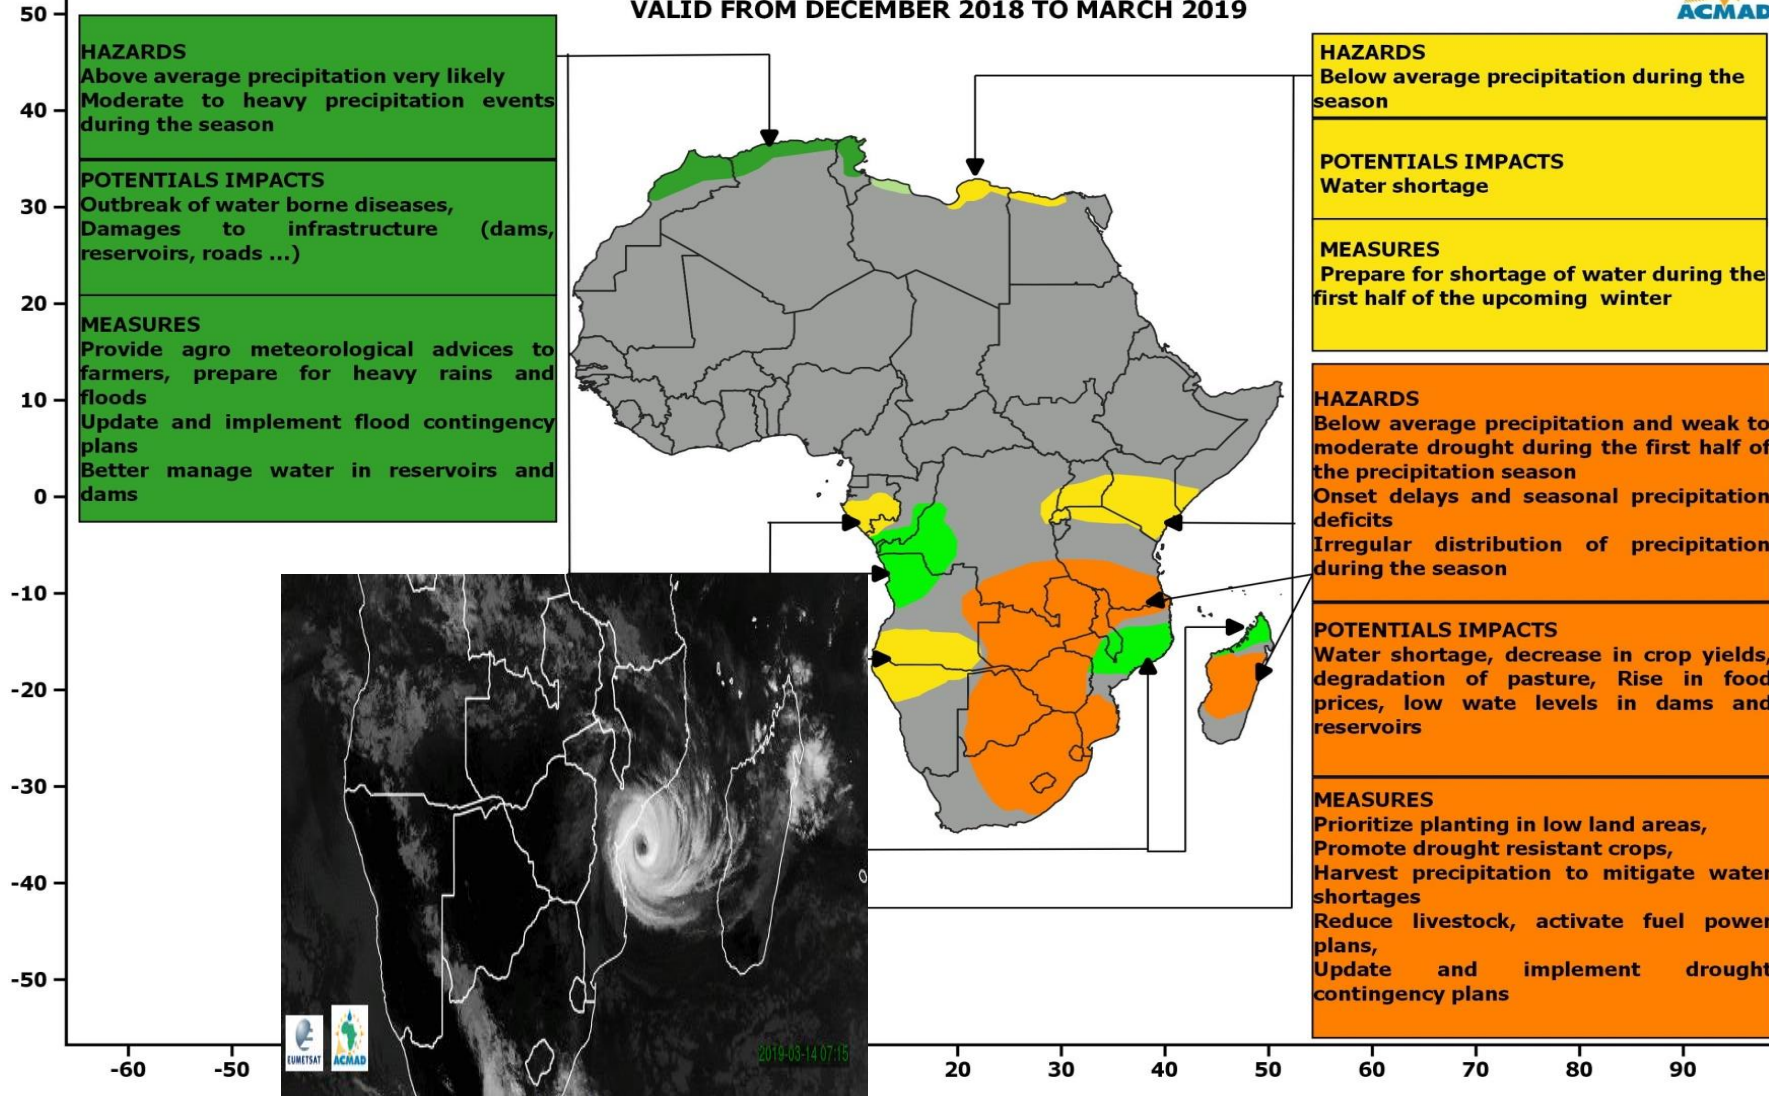 VALID FROM DECEMBER 2018 TO MARCH 2019
ACMAD
HAZARDS
Above average precipitation very likely
Moderate to heavy precipitation events
during the season
POTENTIALS IMPACTS
Outbreak of water borne diseases,
Damages to infrastructure (dams,
reservoirs, roads ...)
MEASURES
Provide agro meteorological advices to
farmers, prepare for heavy rains and
floods
Update and implement flood contingency
plans
Better manage water in reservoirs and
dams
HAZARDS
Below average precipitation during the
season
POTENTIALS IMPACTS
Water shortage
MEASURES
Prepare for shortage of water during the
first half of the upcoming winter
HAZARDS
Below average precipitation and weak to
moderate drought during the first half of
the precipitation season
Onset delays and seasonal precipitation
deficits
Irregular distribution of precipitation
during the season
POTENTIALS IMPACTS
Water shortage, decrease in crop yields,
degradation of pasture, Rise in food
prices, low wate levels in dams and
reservoirs
MEASURES
Prioritize planting in low land areas,
Promote drought resistant crops,
Harvest precipitation to mitigate water
shortages
Reduce livestock, activate fuel power
plans,
Update and implement drought
contingency plans
50
40
30
20
10
0
-10
-20
-30
-40
-50
-60 -50 20 30 40 50 60 70 80 90
EUMETSAT
ACMAD
2019-03-14 07:15